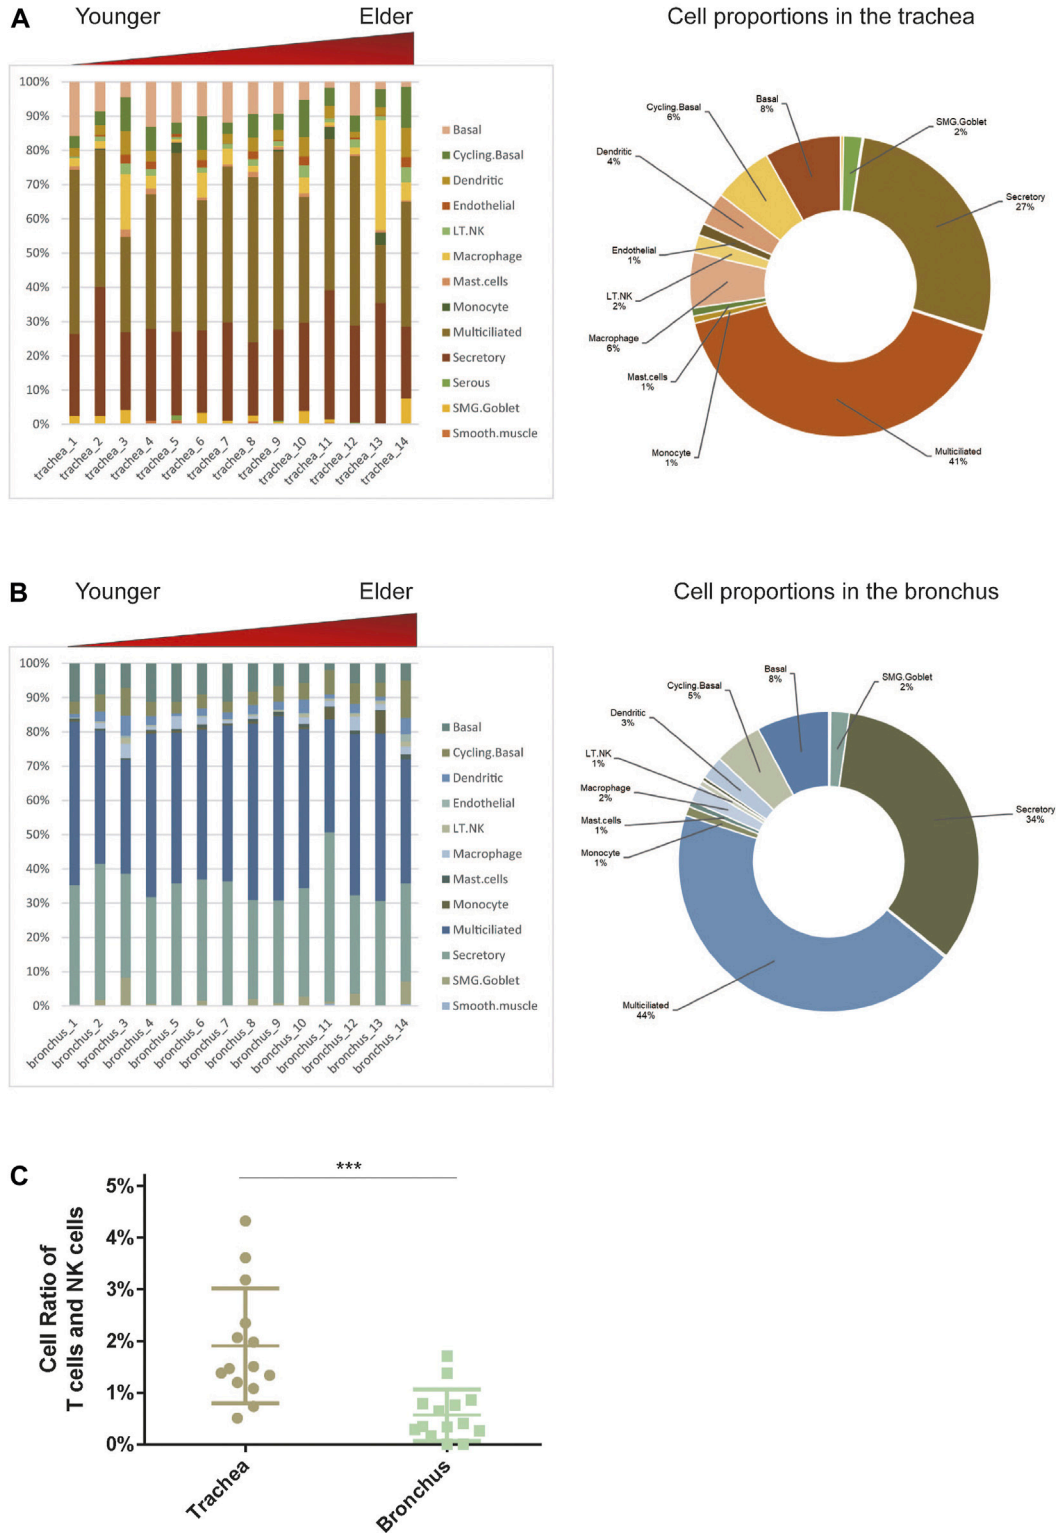 A
Younger
Elder
Cell proportions in the trachea
100%
90%
80%
70%
60%
50%
40%
30%
20%
10%
0%
trachea_1
trachea_2
trachea_3
trachea_4
trachea_5
trachea_6
trachea_7
trachea_8
trachea_9
trachea_10
trachea_11
trachea_12
trachea_13
trachea_14
Basal
Cycling.Basal
Dendritic
Endothelial
LT.NK
Macrophage
Mast.cells
Monocyte
Multiciliated
Secretory
Serous
SMG.Goblet
Smooth.muscle
Basal
8%
Cycling.Basal
6%
SMG.Goblet
2%
Dendritic
4%
Secretory
27%
Endothelial
1%
LT.NK
2%
Macrophage
6%
Mast.cells
1%
Monocyte
1%
Multiciliated
41%
B
Younger
Elder
Cell proportions in the bronchus
100%
90%
80%
70%
60%
50%
40%
30%
20%
10%
0%
bronchus_1
bronchus_2
bronchus_3
bronchus_4
bronchus_5
bronchus_6
bronchus_7
bronchus_8
bronchus_9
bronchus_10
bronchus_11
bronchus_12
bronchus_13
bronchus_14
Basal
Cycling.Basal
Dendritic
Endothelial
LT.NK
Macrophage
Mast.cells
Monocyte
Multiciliated
Secretory
SMG.Goblet
Smooth.muscle
Basal
8%
SMG.Goblet
2%
Cycling.Basal
5%
Dendritic
3%
LT.NK
1%
Macrophage
2%
Mast.cells
1%
Monocyte
1%
Secretory
34%
Multiciliated
44%
C
***
Cell Ratio of
T cells and NK cells
5%
4%
3%
2%
1%
0%
Trachea
Bronchus